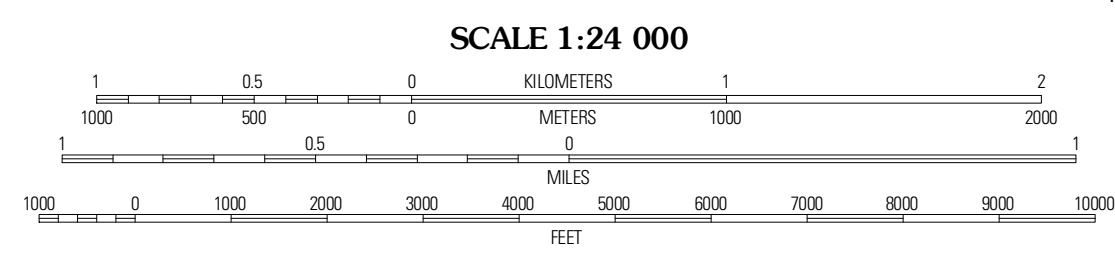 SCALE 1:24 000
1 0.5 0 KILOMETERS 1 2
1000 500 0 METERS 1000 2000
1 0.5 0 1
MILES
1000 0 1000 2000 3000 4000 5000 6000 7000 8000 9000 10000
FEET